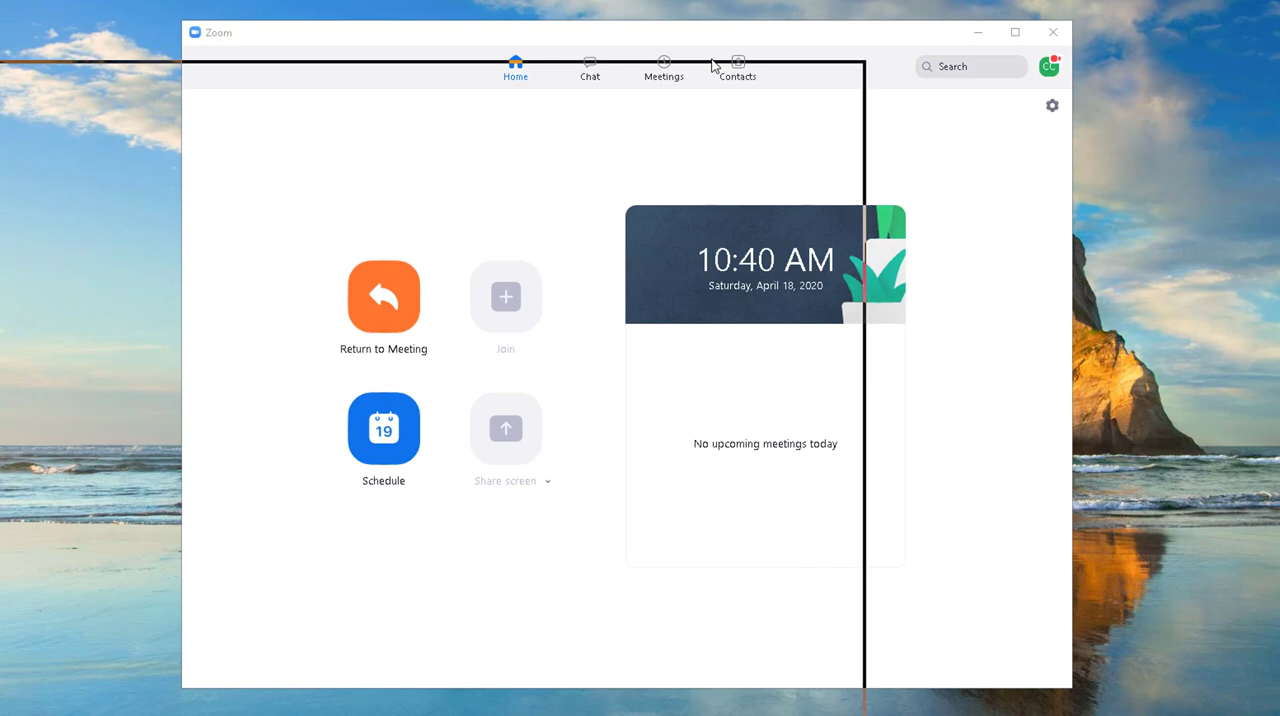 Zoom
Home
Chat
Meetings
Contacts
Search
CC
10:40 AM
Saturday, April 18, 2020
Return to Meeting
Join
19
Schedule
Share screen
No upcoming meetings today